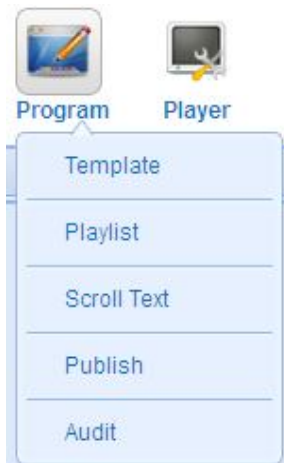 Program Player
Template
Playlist
Scroll Text
Publish
Audit